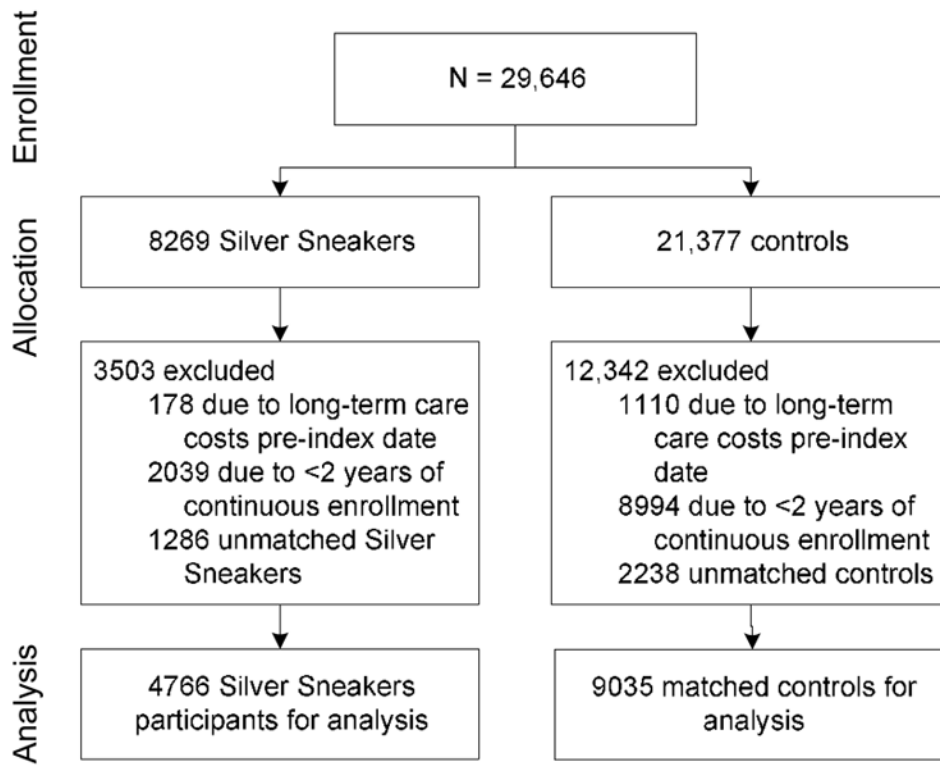 Enrollment
N = 29,646
Allocation
8269 Silver Sneakers
21,377 controls
3503 excluded
178 due to long-term care
costs pre-index date
2039 due to <2 years of
continuous enrollment
1286 unmatched Silver
Sneakers
12,342 excluded
1110 due to long-term
care costs pre-index
date
8994 due to <2 years of
continuous enrollment
2238 unmatched controls
Analysis
4766 Silver Sneakers
participants for analysis
9035 matched controls for
analysis